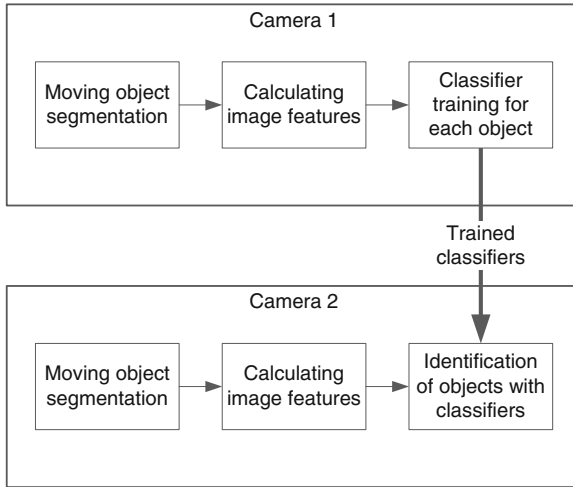 Camera 1
Moving object
segmentation
Calculating
image features
Classifier
training for
each object
Trained
classifiers
Camera 2
Moving object
segmentation
Calculating
image features
Identification
of objects with
classifiers